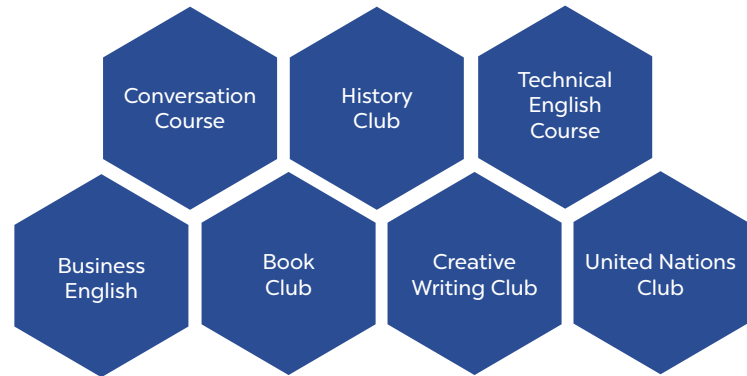 Conversation
Course
History
Club
Technical
English
Course
Business
English
Book
Club
Creative
Writing Club
United Nations
Club